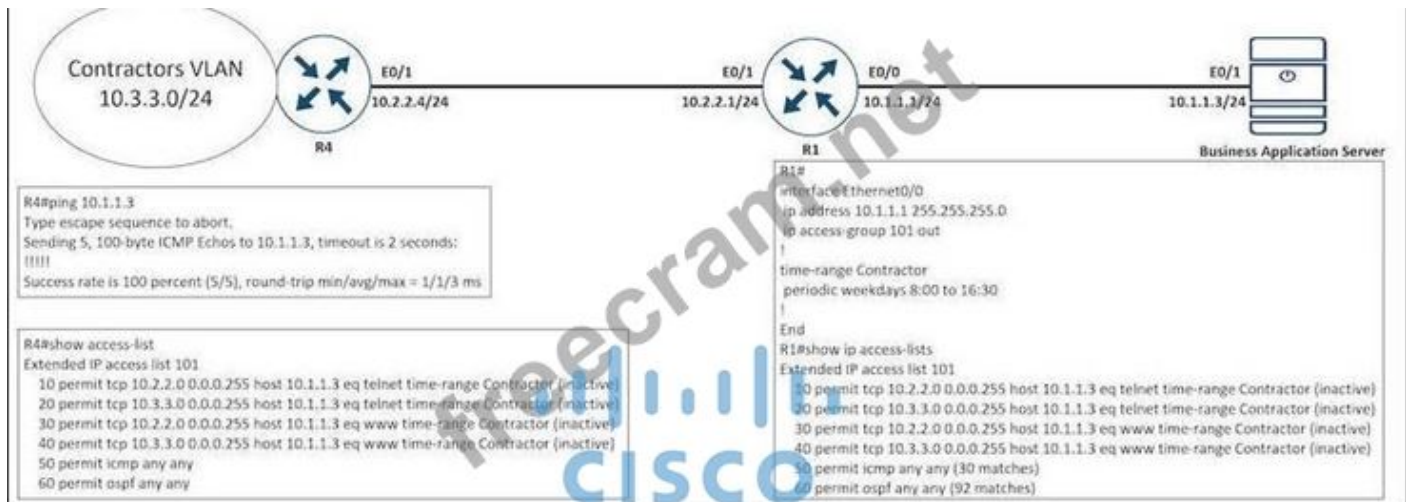 Contractors VLAN
10.3.3.0/24
E0/1
10.2.2.4/24
R4
E0/1
10.2.2.1/24
E0/0
10.1.1.1/24
R1
E0/1
10.1.1.3/24
Business Application Server
R4#ping 10.1.1.3
Type escape sequence to abort.
Sending 5, 100-byte ICMP Echos to 10.1.1.3, timeout is 2 seconds:
!!!!!
Success rate is 100 percent (5/5), round-trip min/avg/max = 1/1/3 ms
R4#show access-list
Extended IP access list 101
10 permit tcp 10.2.2.0 0.0.0.255 host 10.1.1.3 eq telnet time-range Contractor (inactive)
20 permit tcp 10.3.3.0 0.0.0.255 host 10.1.1.3 eq telnet time-range Contractor (inactive)
30 permit tcp 10.2.2.0 0.0.0.255 host 10.1.1.3 eq www time-range Contractor (inactive)
40 permit tcp 10.3.3.0 0.0.0.255 host 10.1.1.3 eq www time-range Contractor (inactive)
50 permit icmp any any
60 permit ospf any any
R1#
interface Ethernet0/0
ip address 10.1.1.1 255.255.255.0
ip access-group 101 out
!
time-range Contractor
periodic weekdays 8:00 to 16:30
!
End
R1#show ip access-lists
Extended IP access list 101
10 permit tcp 10.2.2.0 0.0.0.255 host 10.1.1.3 eq telnet time-range Contractor (inactive)
20 permit tcp 10.3.3.0 0.0.0.255 host 10.1.1.3 eq telnet time-range Contractor (inactive)
30 permit tcp 10.2.2.0 0.0.0.255 host 10.1.1.3 eq www time-range Contractor (inactive)
40 permit tcp 10.3.3.0 0.0.0.255 host 10.1.1.3 eq www time-range Contractor (inactive)
50 permit icmp any any (30 matches)
60 permit ospf any any (92 matches)
freecram.net
CISCO